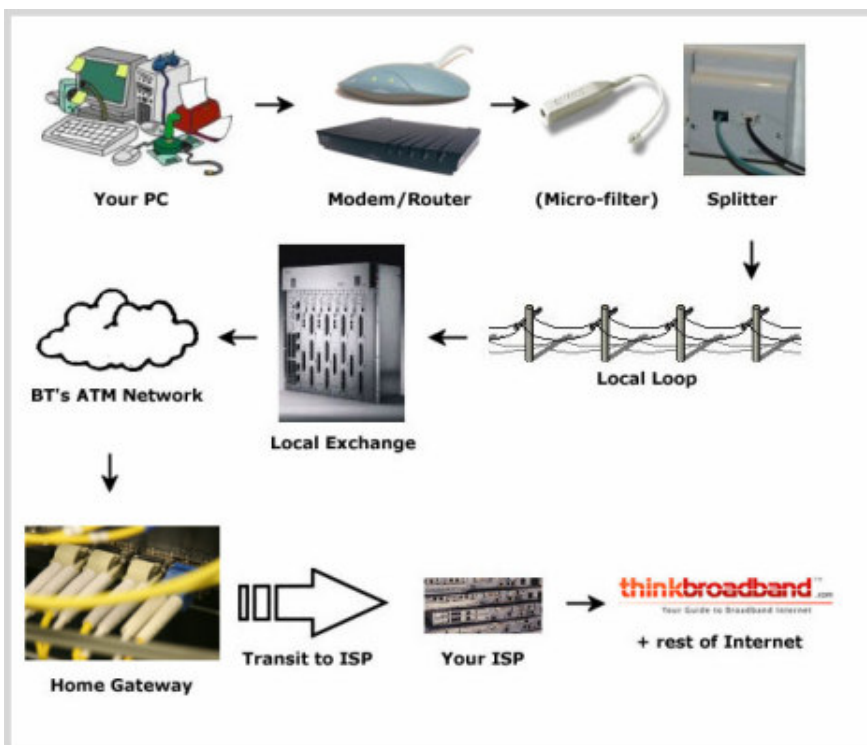 Your PC
Modem/Router
(Micro-filter)
Splitter
Local Loop
Local Exchange
BT's ATM Network
Home Gateway
Transit to ISP
Your ISP
thinkbroadband.com
Your Guide to Broadband Internet
+ rest of Internet